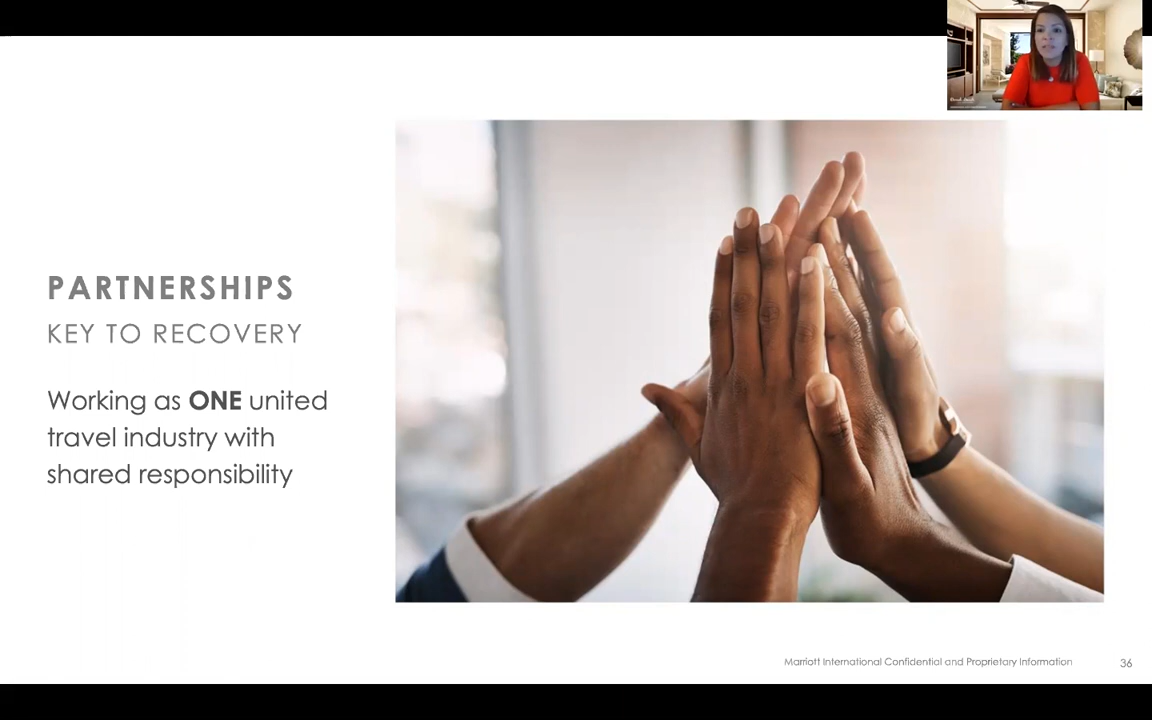 PARTNERSHIPS
KEY TO RECOVERY
Working as ONE united
travel industry with
shared responsibility
Marriott International Confidential and Proprietary Information
36